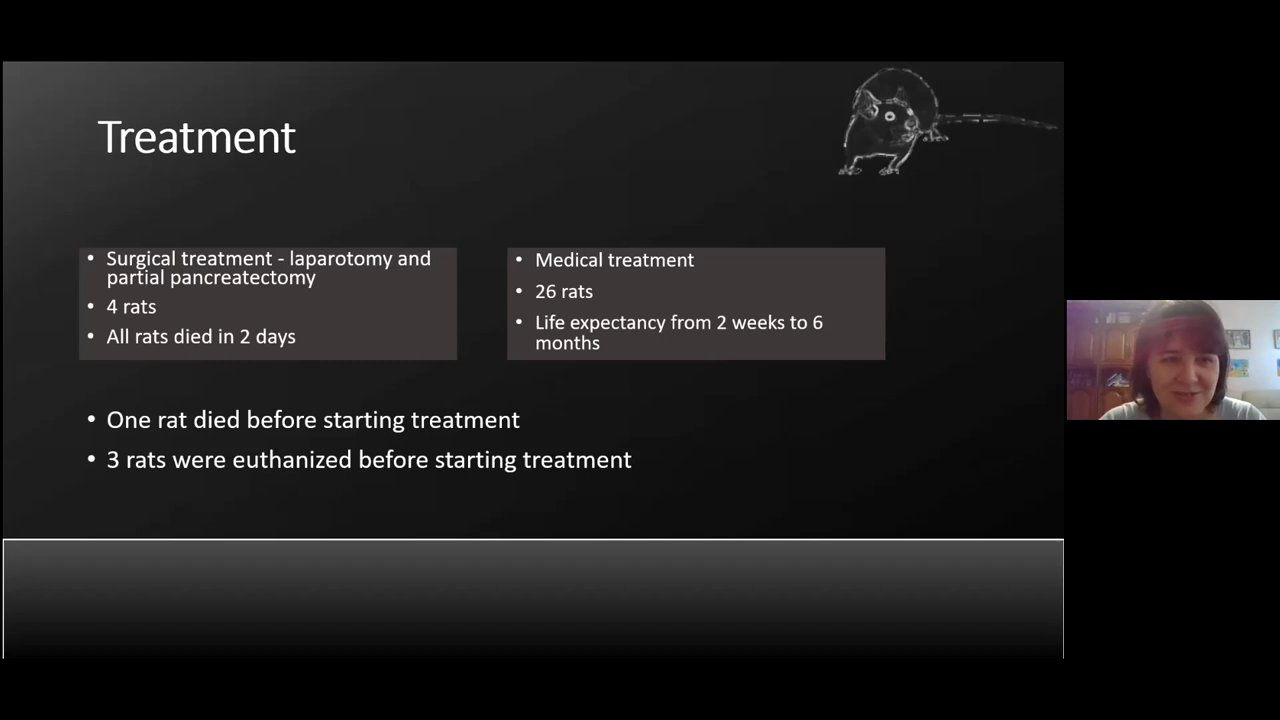 Treatment
• Surgical treatment - laparotomy and
partial pancreatectomy
• 4 rats
• All rats died in 2 days
• Medical treatment
• 26 rats
• Life expectancy from 2 weeks to 6
months
• One rat died before starting treatment
• 3 rats were euthanized before starting treatment